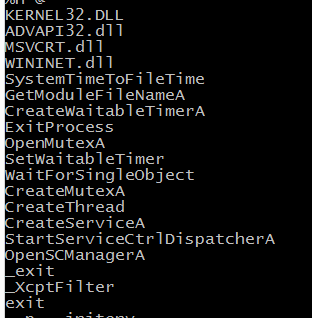 KERNEL32.DLL
ADVAPI32.dll
MSVCRT.dll
WININET.dll
SystemTimeToFileTime
GetModuleFileNameA
CreateWaitableTimerA
ExitProcess
OpenMutexA
SetWaitableTimer
WaitForSingleObject
CreateMutexA
CreateThread
CreateServiceA
StartServiceCtrlDispatcherA
OpenSCManagerA
_exit
_XcptFilter
exit